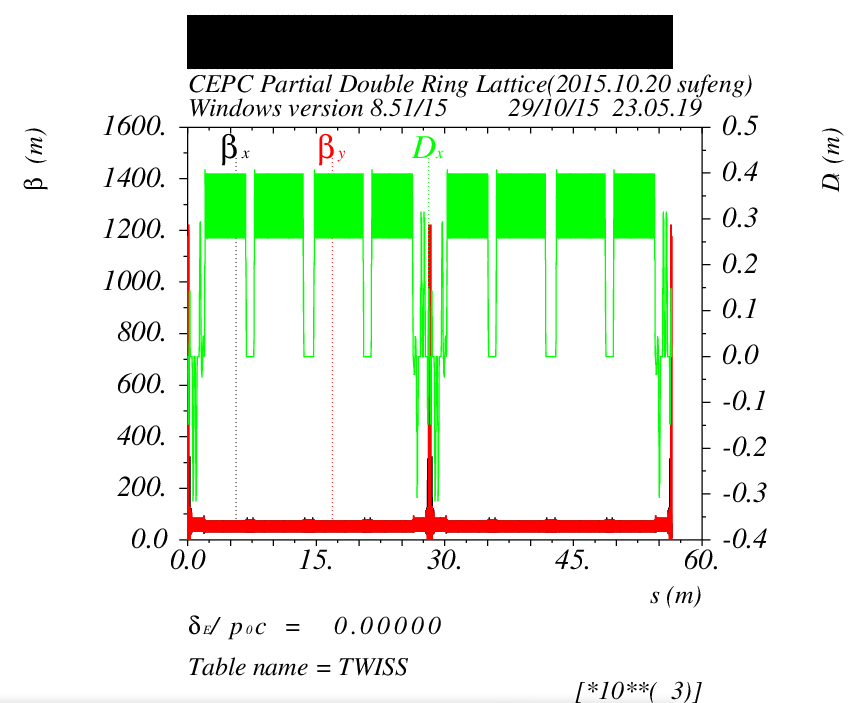 CEPC Partial Double Ring Lattice(2015.10.20 sufeng)
Windows version 8.51/15 29/10/15 23.05.19
β (m)
D (m)
1600. 0.5
βx βy Dx
1400. 0.4
0.3
1200.
0.2
1000.
0.1
800.
0.0
600.
-0.1
400.
-0.2
200.
-0.3
0.0 -0.4
0.0 15. 30. 45. 60.
s (m)
δE/ p0c = 0.00000
Table name = TWISS
[*10**( 3)]